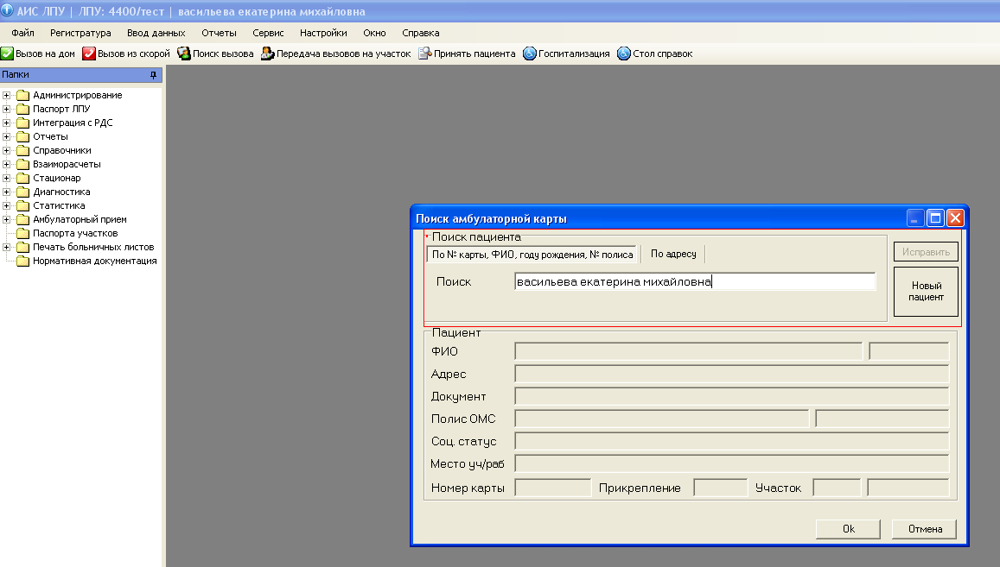 АИС ЛПУ | ЛПУ: 4400/тест | васильева екатерина михайловна
Файл Регистратура Ввод данных Отчеты Сервис Настройки Окно Справка
Вызов на дом Вызов из скорой Поиск вызова Передача вызовов на участок Принять пациента Госпитализация Стол справок
Папки
Администрирование
Паспорт ЛПУ
Интеграция с РДС
Отчеты
Справочники
Взаиморасчеты
Стационар
Диагностика
Статистика
Амбулаторный прием
Паспорта участков
Печать больничных листов
Нормативная документация
Поиск амбулаторной карты
Поиск пациента
По № карты, ФИО, году рождения, № полиса По адресу
Исправить
Поиск васильева екатерина михайловна
Новый
пациент
Пациент
ФИО
Адрес
Документ
Полис ОМС
Соц. статус
Место уч/раб
Номер карты Прикрепление Участок
Ok Отмена